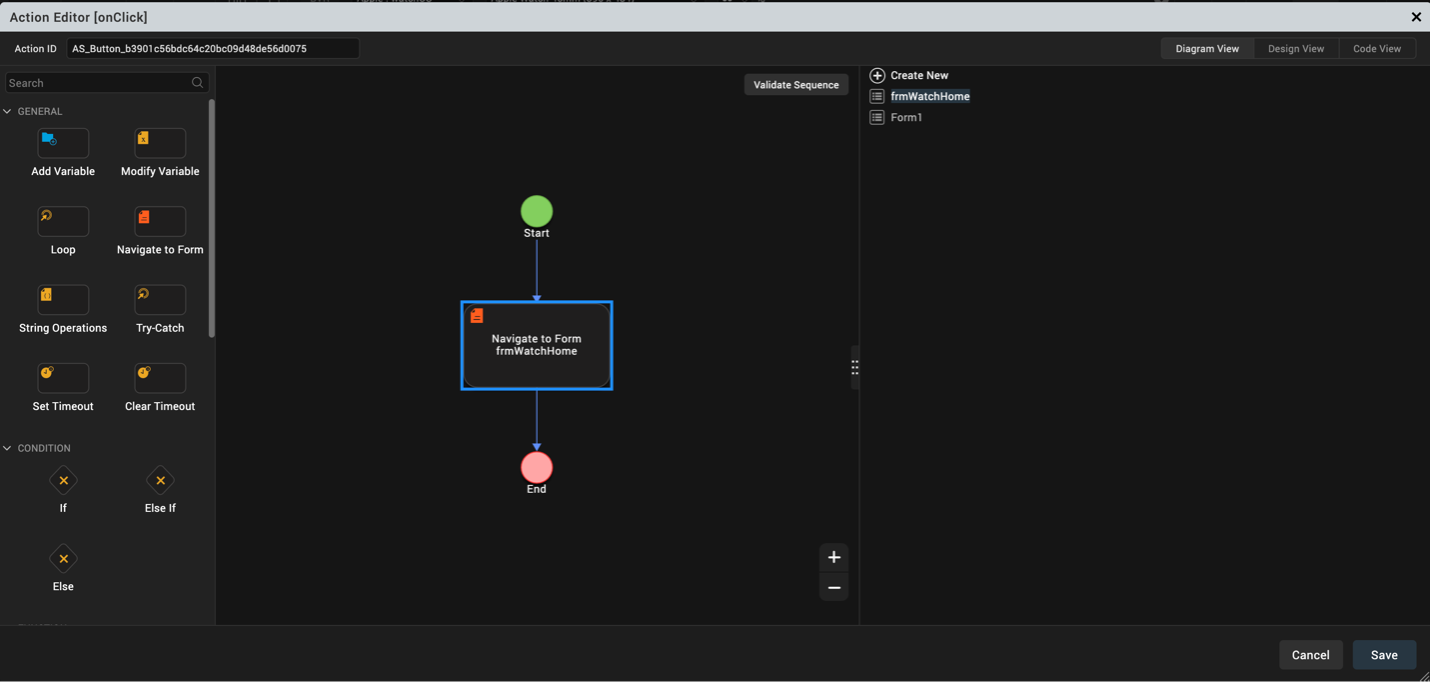 Action Editor [onClick]
Action ID AS_Button_b3901c56bdc64c20bc09d48de56d0075
Diagram View Design View Code View
Search
GENERAL
Add Variable Modify Variable
Loop Navigate to Form
String Operations Try-Catch
Set Timeout Clear Timeout
CONDITION
If Else If
Else
Validate Sequence
Start
Navigate to Form
frmWatchHome
End
Create New
frmWatchHome
Form1
Cancel Save